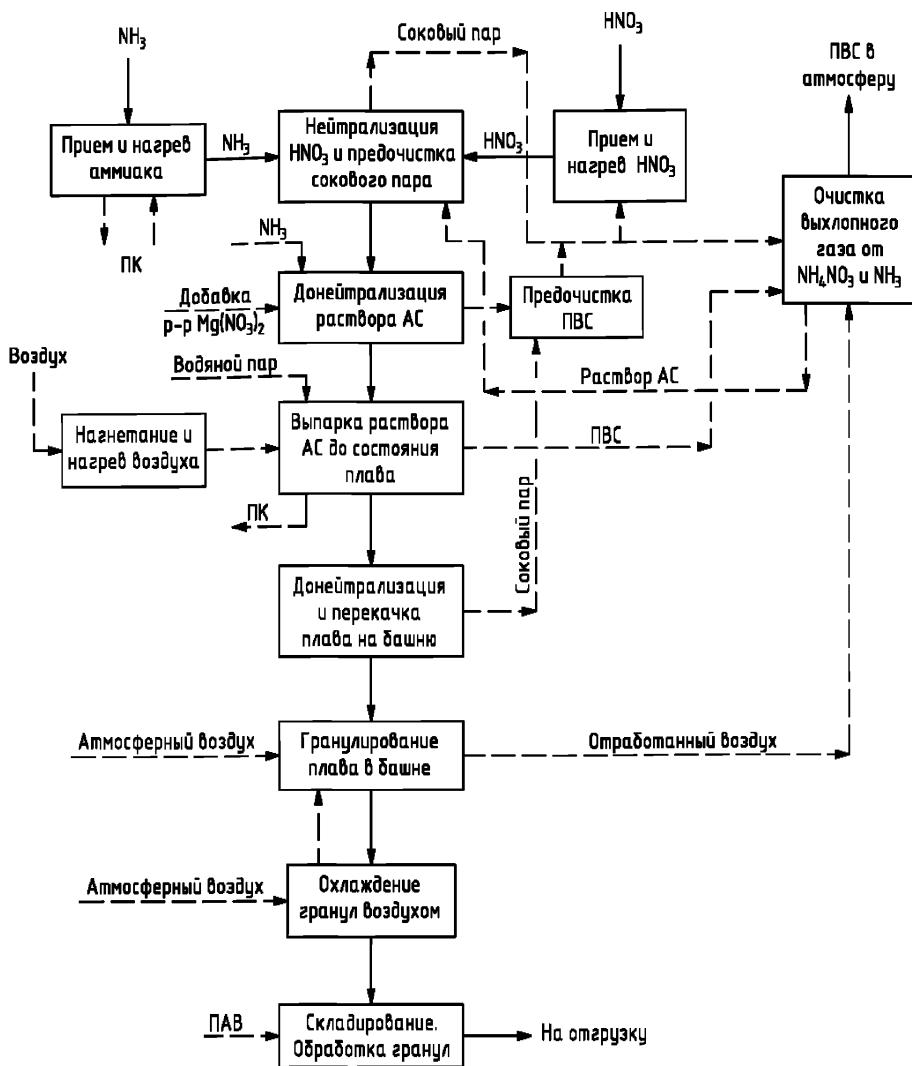 Соковый пар
HNO₃
NH₃
ПВС в
атмосферу
Прием и нагрев
аммиака
NH₃
Нейтрализация
HNO₃ и предочистка
сокового пара
HNO₃
Прием и
нагрев HNO₃
Очистка
выхлопного
газа от
NH₄NO₃ и NH₃
ПК
NH₃
Добавка
р-р Mg(NO₃)₂
Донейтрализация
раствора АС
Предочистка
ПВС
Воздух
Водяной пар
Раствор АС
Нагнетание и
нагрев воздуха
Выпарка раствора
АС до состояния
плава
ПВС
ПК
Соковый пар
Донейтрализация
и перекачка
плава на башню
Атмосферный воздух
Гранулирование
плава в башне
Отработанный воздух
Атмосферный воздух
Охлаждение
гранул воздухом
ПАВ
Складирование.
Обработка гранул
На отгрузку